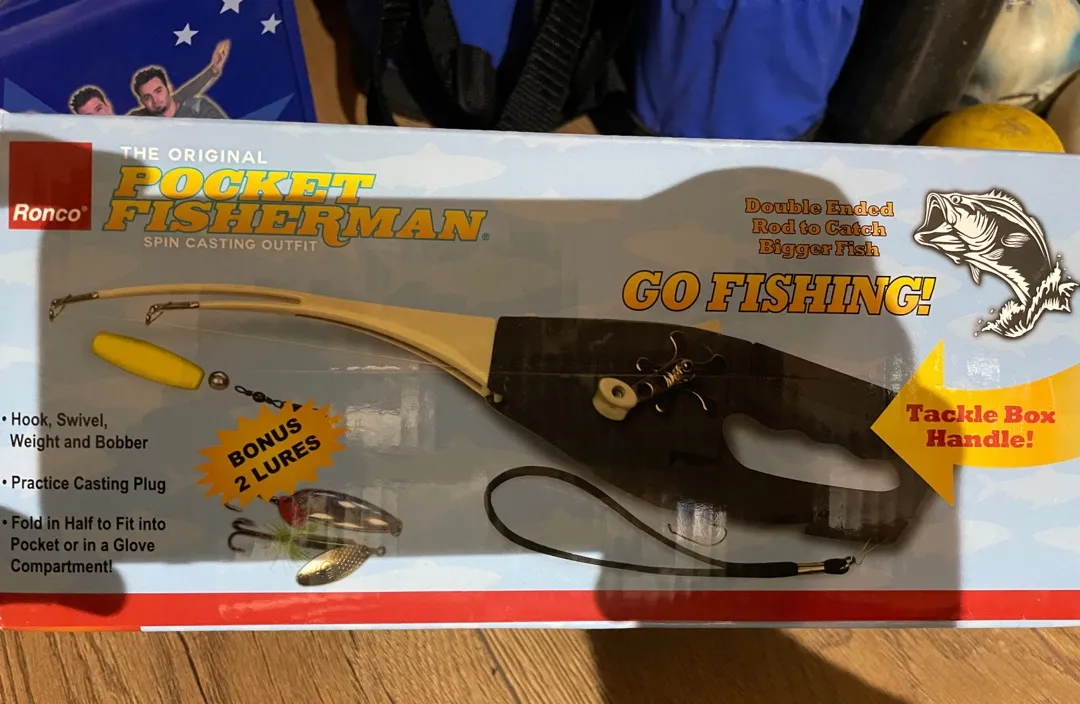 Ronco®
THE ORIGINAL
POCKET
FISHERMAN®
SPIN CASTING OUTFIT
Double Ended
Rod to Catch
Bigger Fish
GO FISHING!
Tackle Box
Handle!
• Hook, Swivel,
Weight and Bobber
• Practice Casting Plug
• Fold in Half to Fit into
Pocket or in a Glove
Compartment!
BONUS
2 LURES